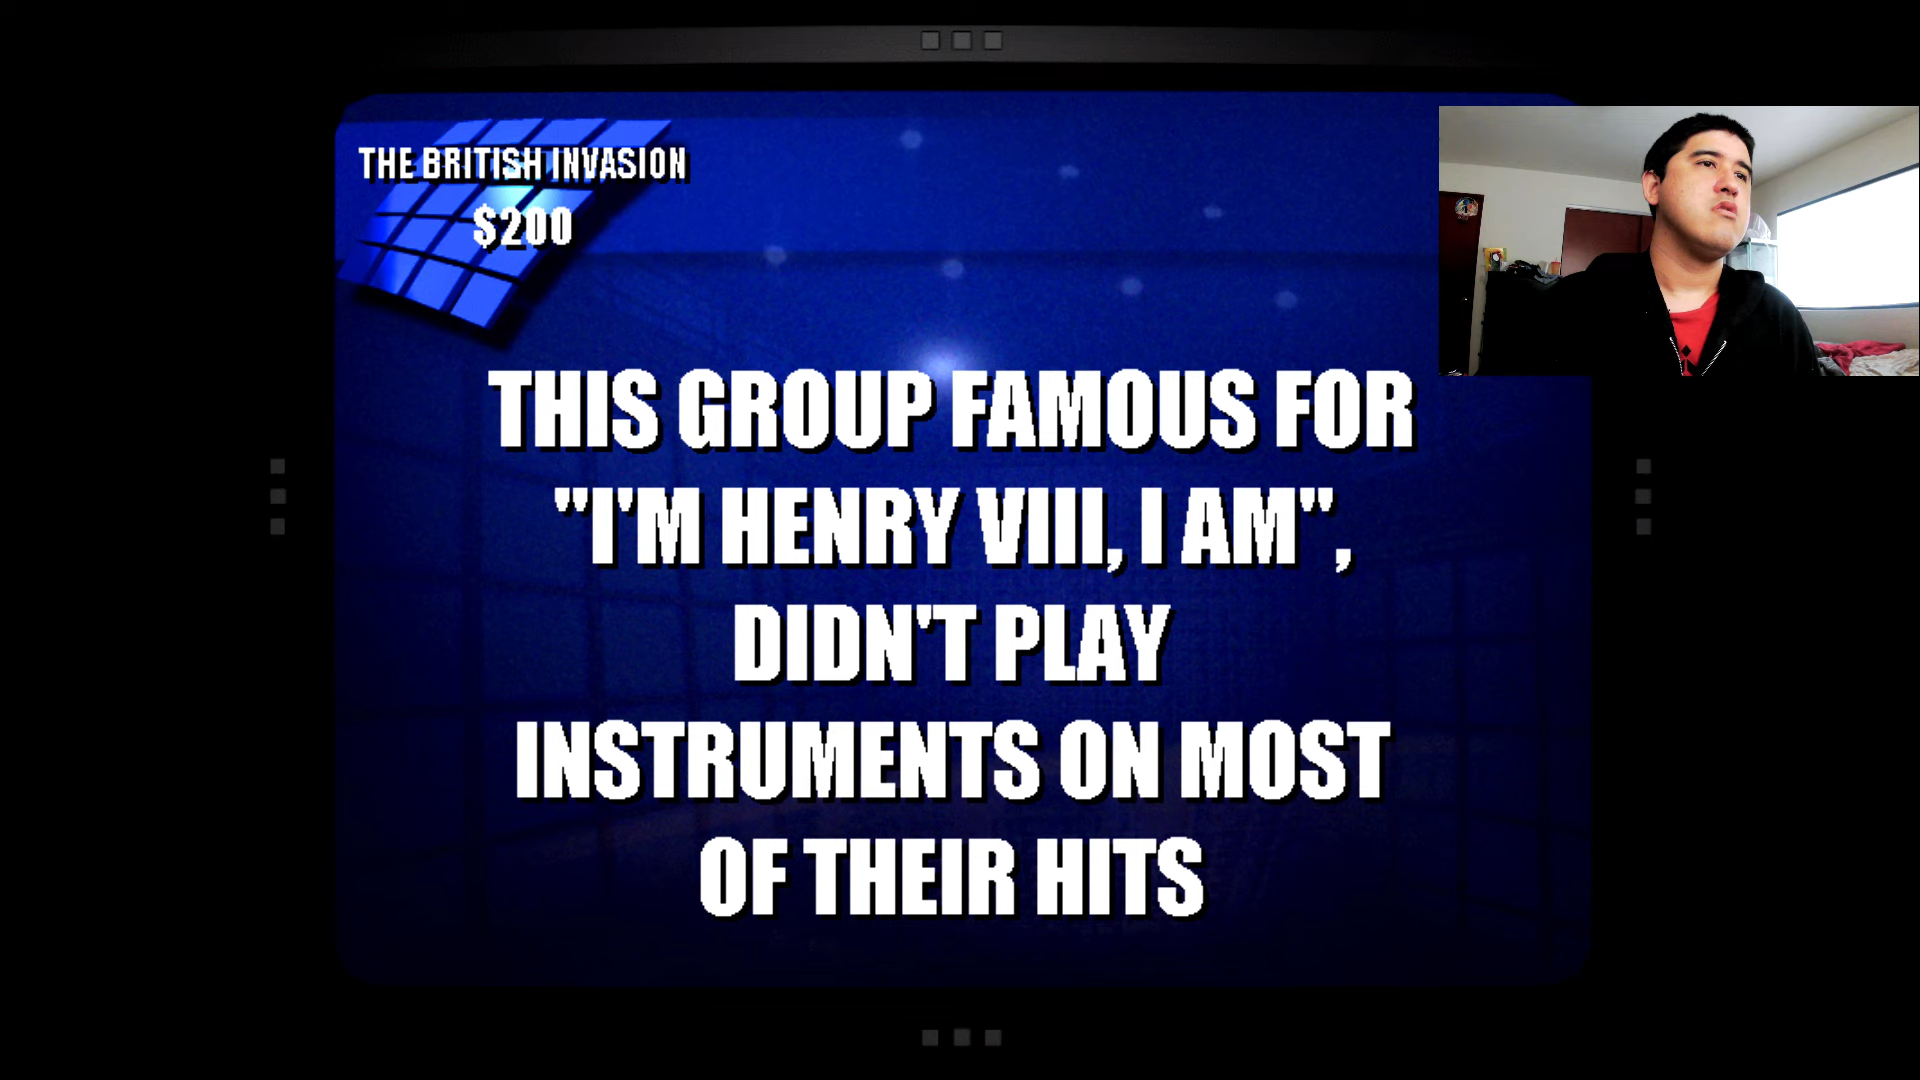 THE BRITISH INVASION
$200
THIS GROUP FAMOUS FOR
"I'M HENRY VIII, I AM",
DIDN'T PLAY
INSTRUMENTS ON MOST
OF THEIR HITS